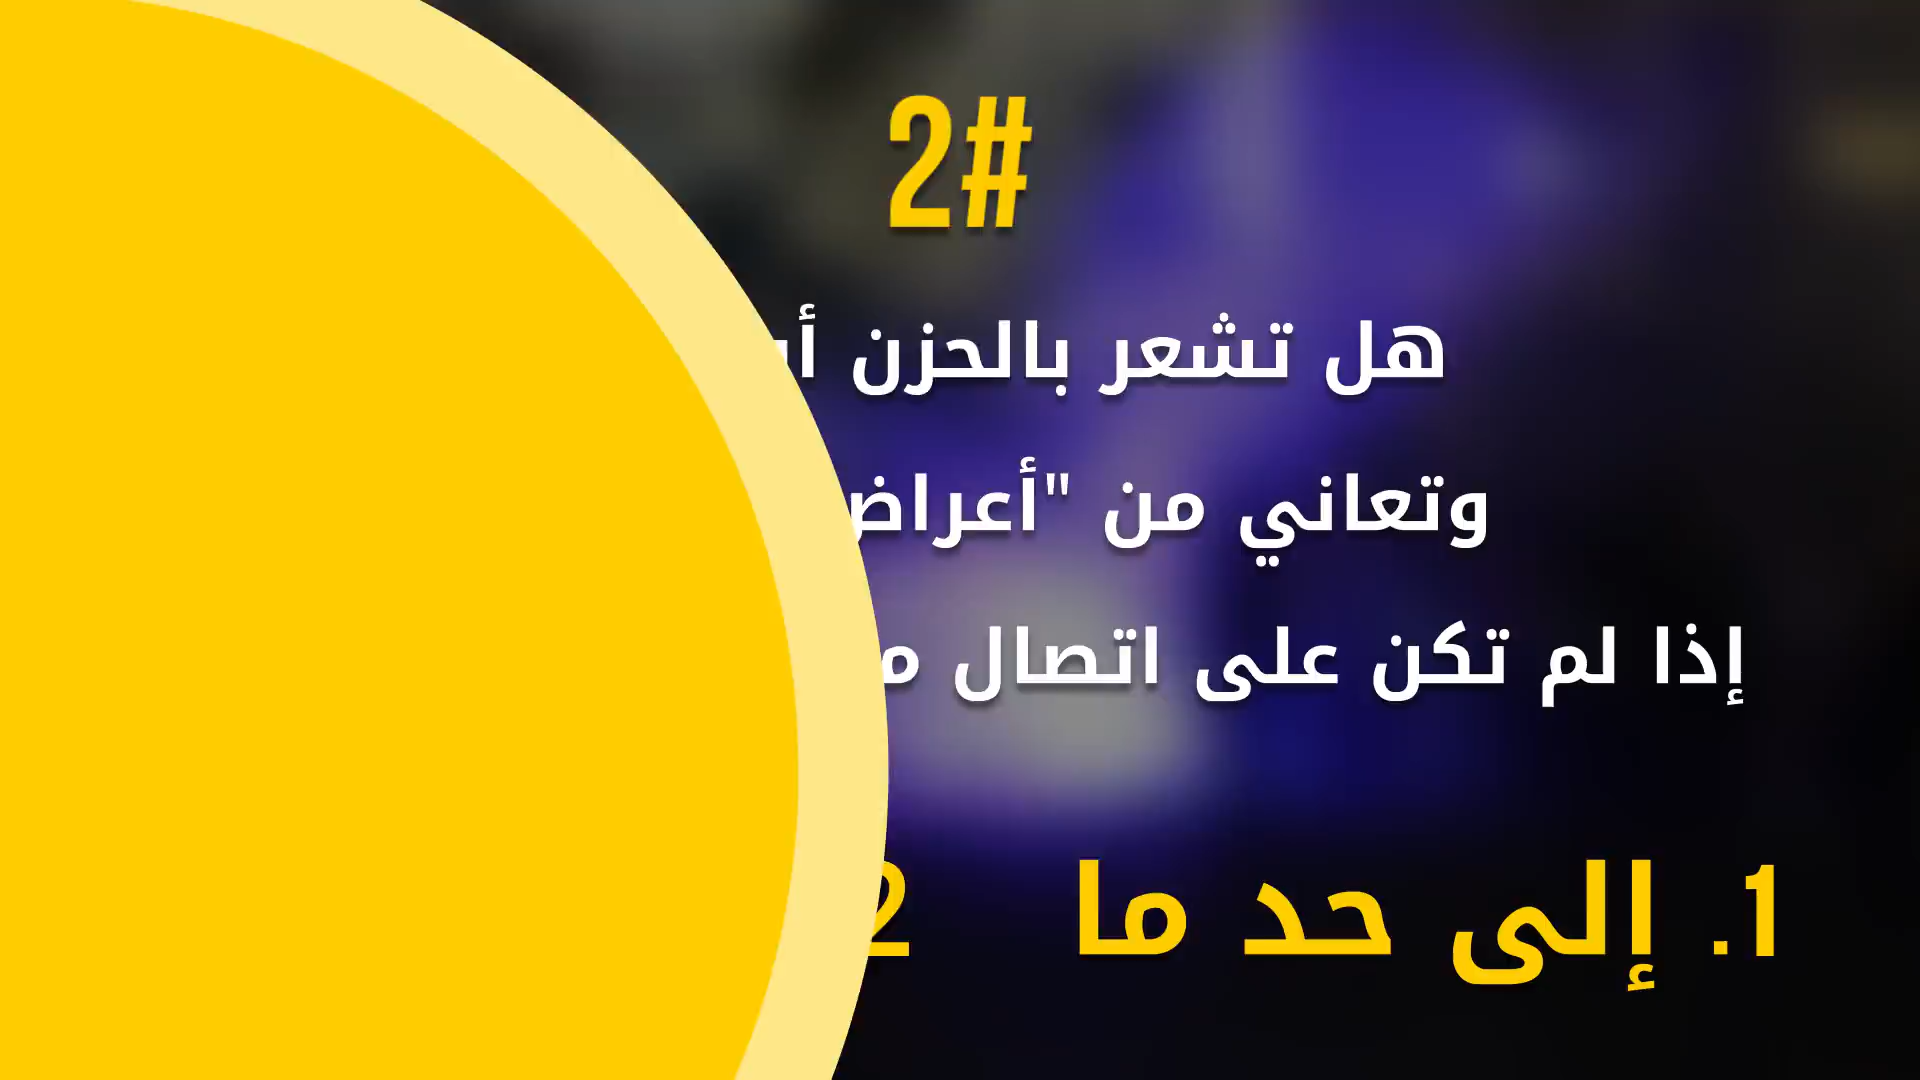 2#
هل تشعر بالحزن
وتعاني من "أعراض
إذا لم تكن على اتصال
1. إلى حد ما 2